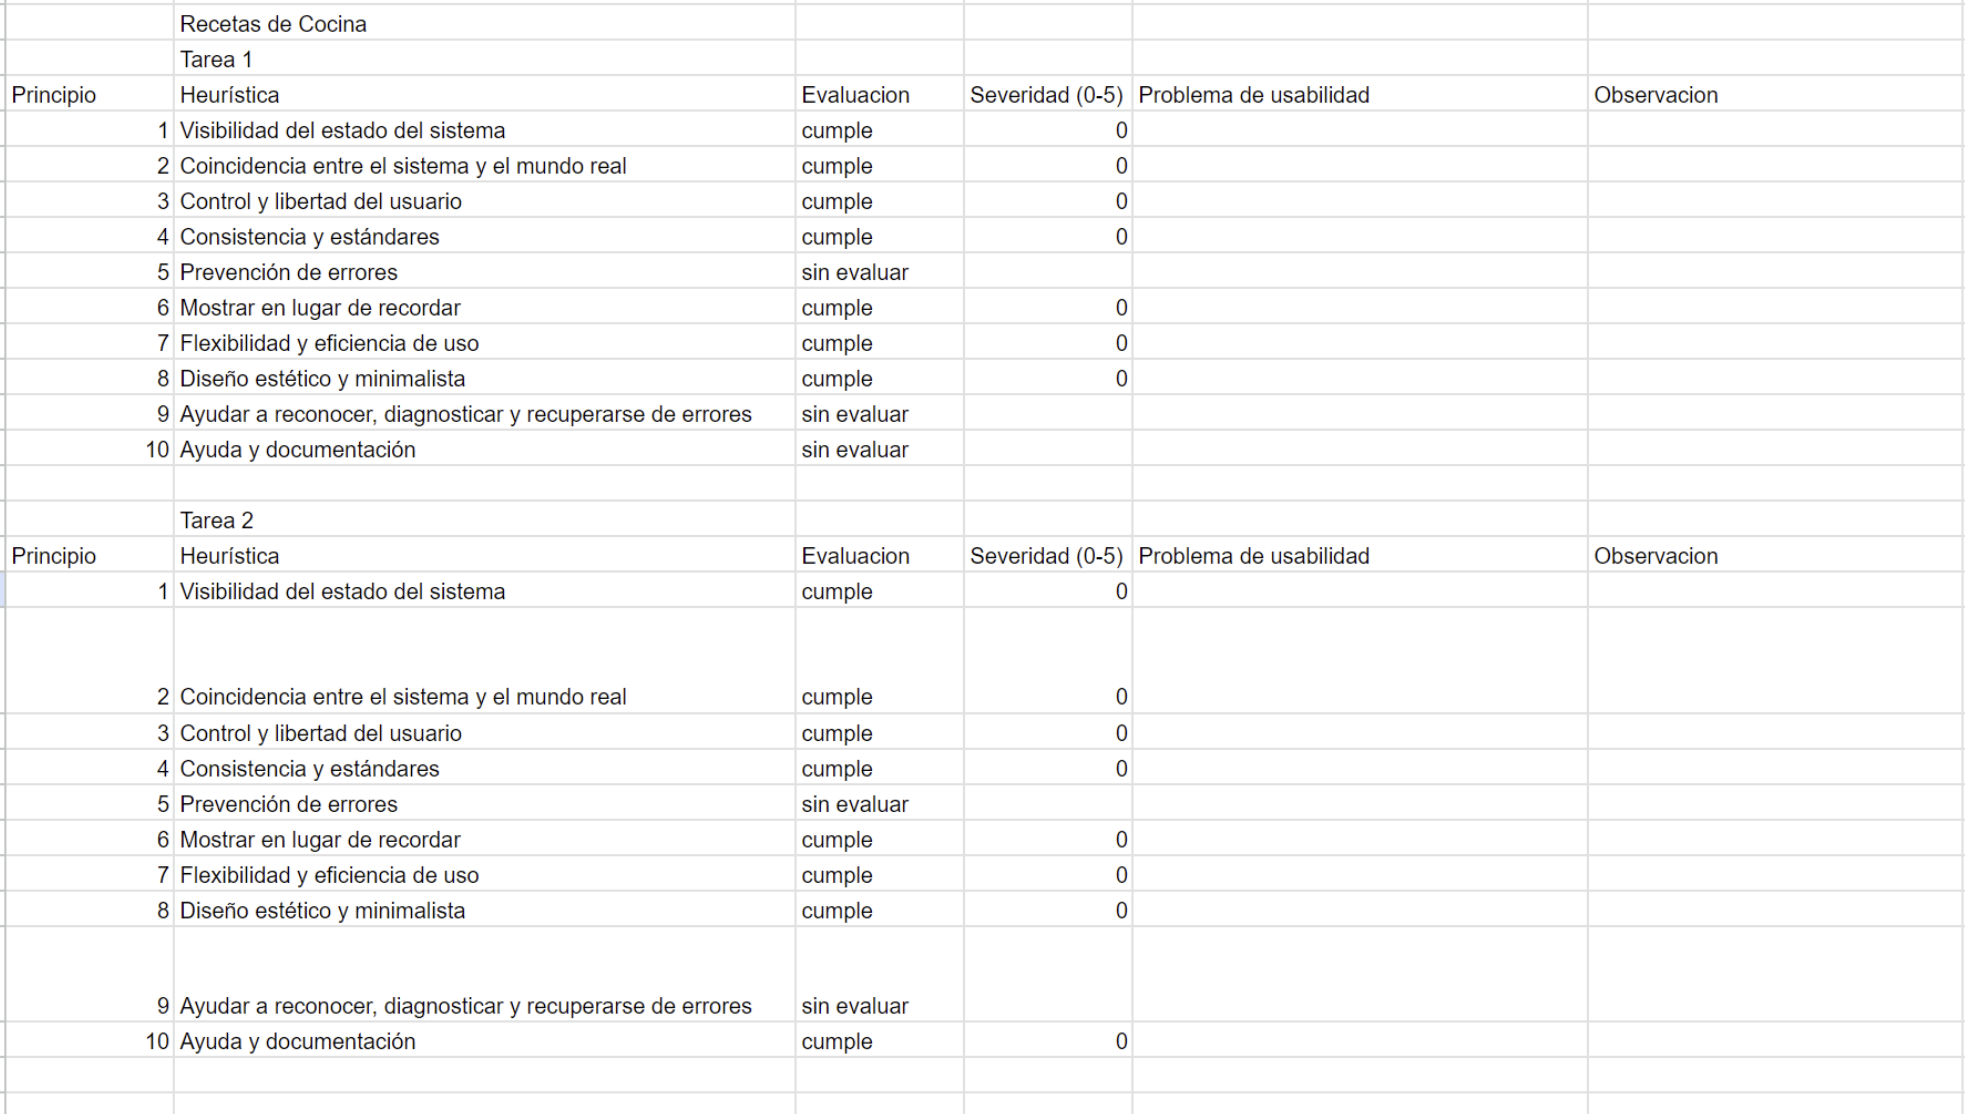 Recetas de Cocina
Tarea 1
Principio Heurística Evaluacion Severidad (0-5) Problema de usabilidad Observacion
1 Visibilidad del estado del sistema cumple 0
2 Coincidencia entre el sistema y el mundo real cumple 0
3 Control y libertad del usuario cumple 0
4 Consistencia y estándares cumple 0
5 Prevención de errores sin evaluar
6 Mostrar en lugar de recordar cumple 0
7 Flexibilidad y eficiencia de uso cumple 0
8 Diseño estético y minimalista cumple 0
9 Ayudar a reconocer, diagnosticar y recuperarse de errores sin evaluar
10 Ayuda y documentación sin evaluar
Tarea 2
Principio Heurística Evaluacion Severidad (0-5) Problema de usabilidad Observacion
1 Visibilidad del estado del sistema cumple 0
2 Coincidencia entre el sistema y el mundo real cumple 0
3 Control y libertad del usuario cumple 0
4 Consistencia y estándares cumple 0
5 Prevención de errores sin evaluar
6 Mostrar en lugar de recordar cumple 0
7 Flexibilidad y eficiencia de uso cumple 0
8 Diseño estético y minimalista cumple 0
9 Ayudar a reconocer, diagnosticar y recuperarse de errores sin evaluar
10 Ayuda y documentación cumple 0